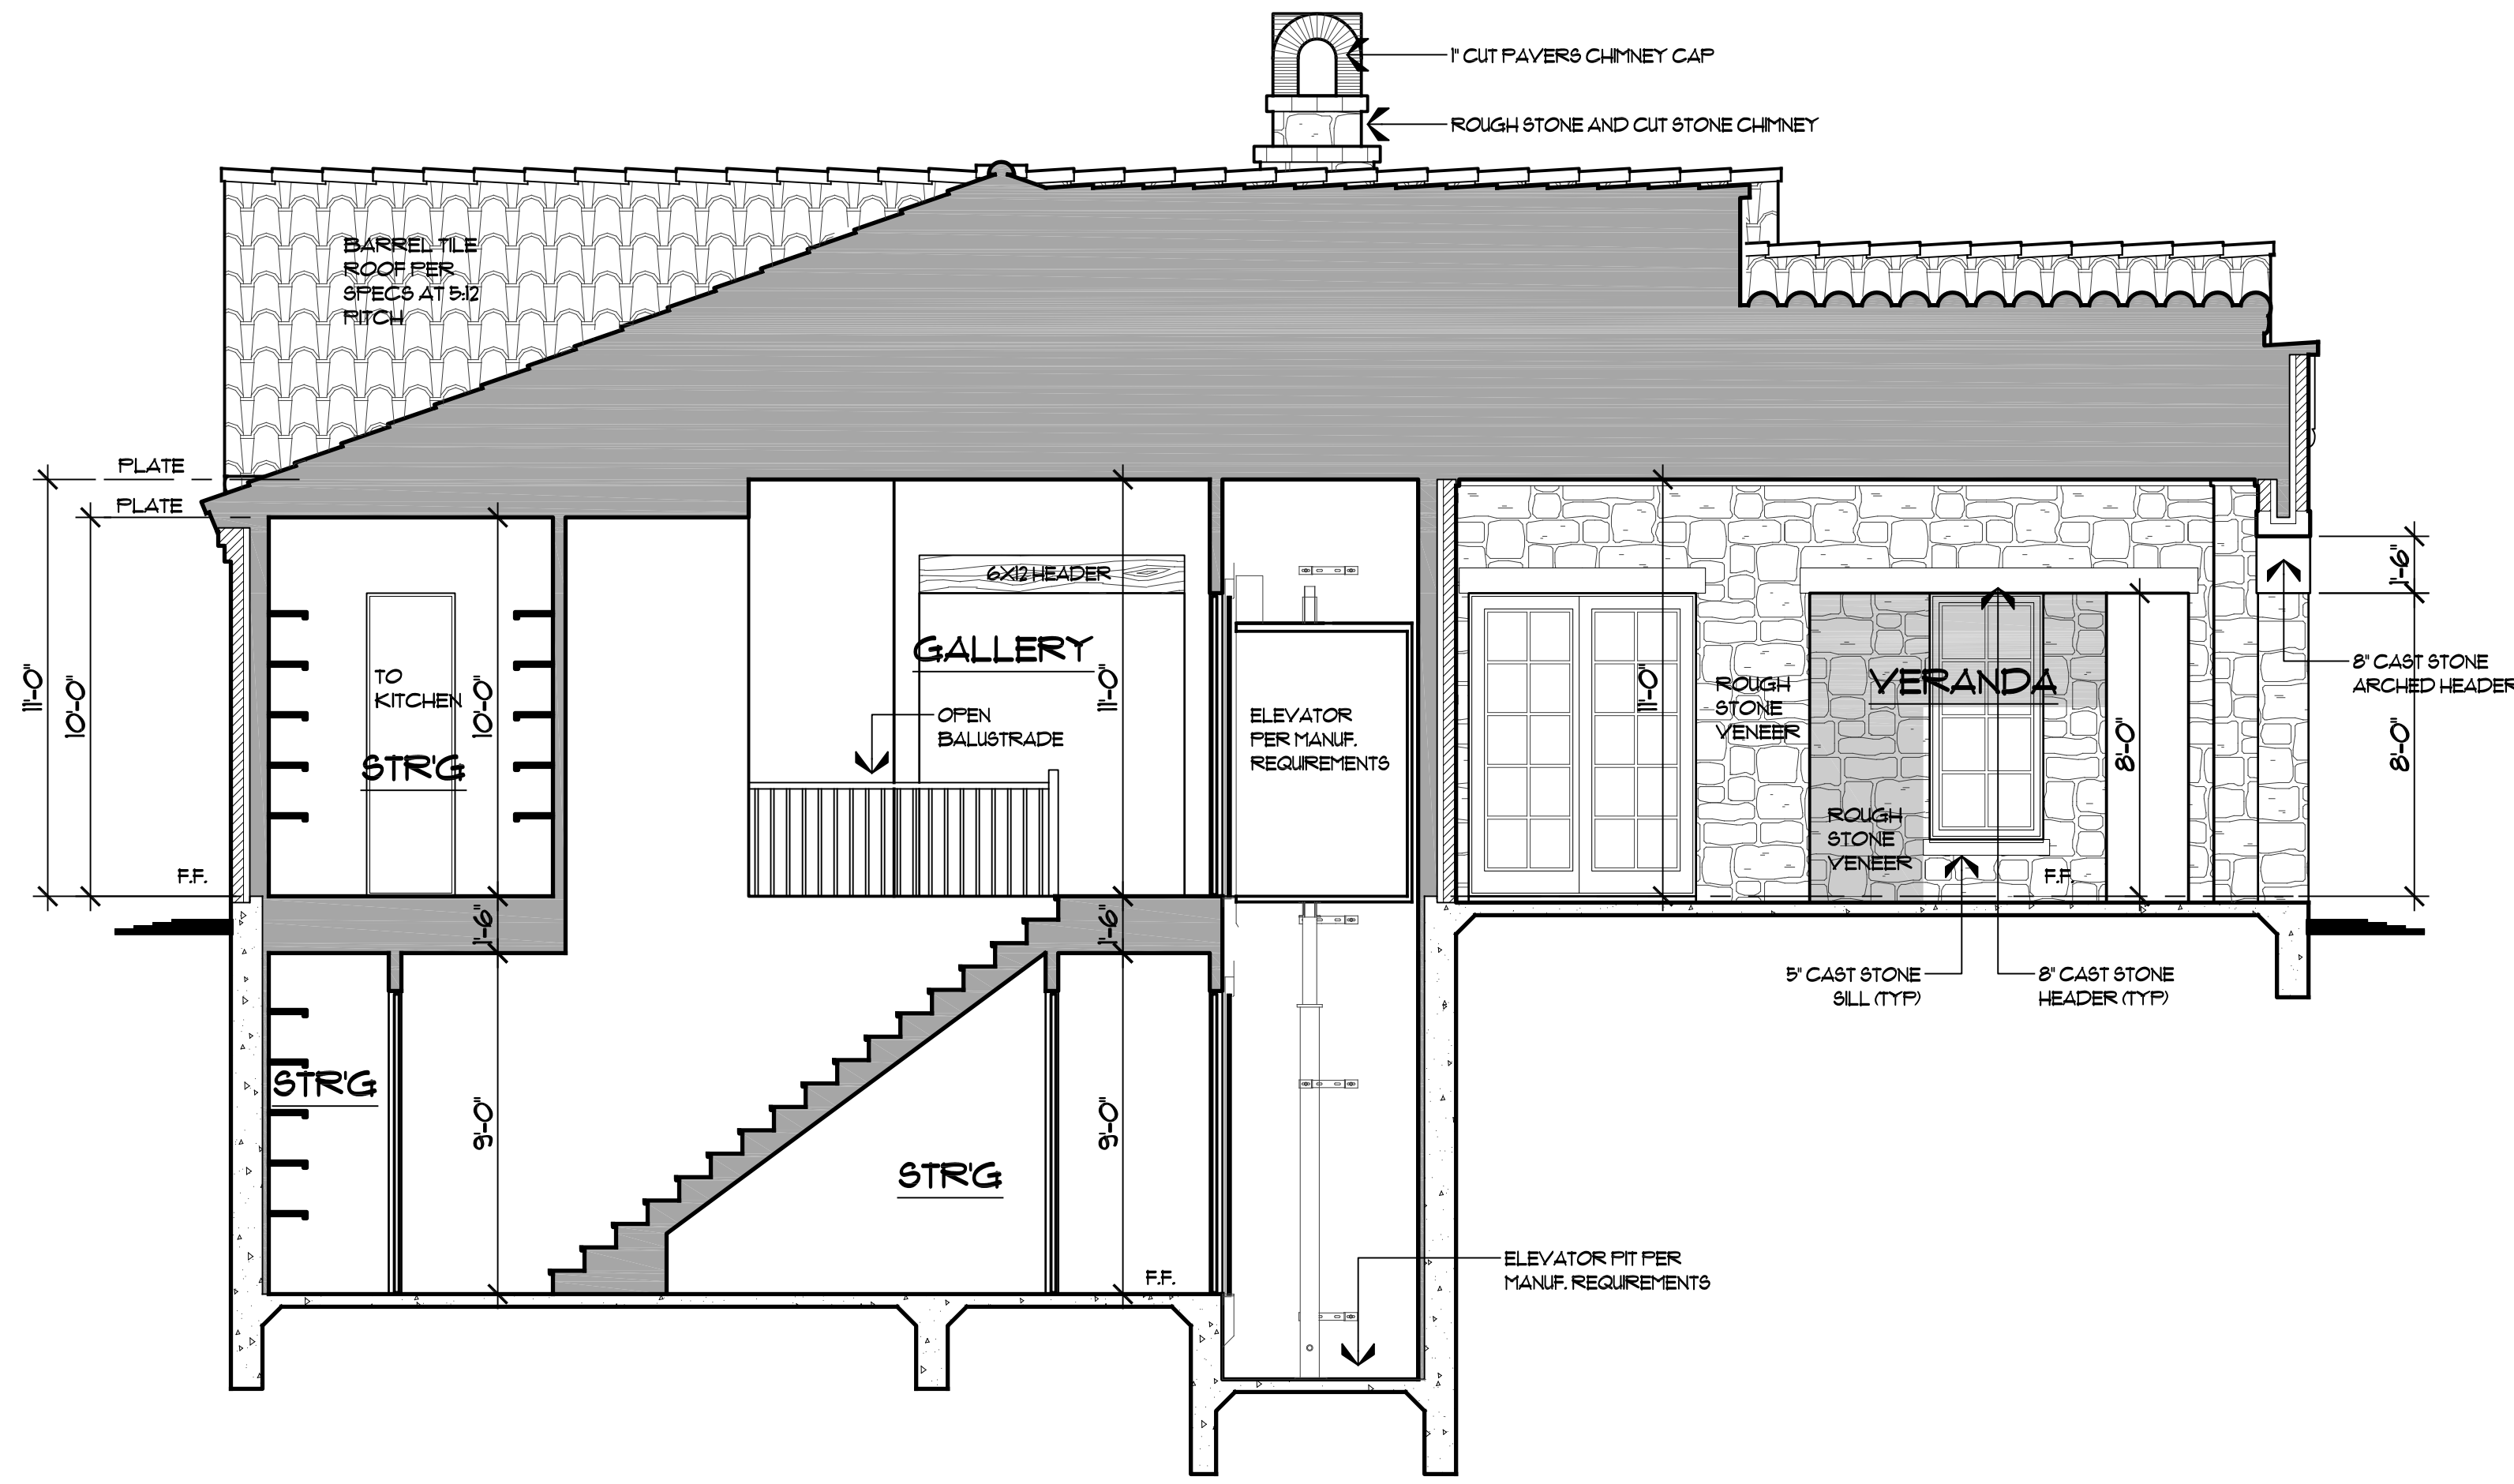 1" CUT PAVERS CHIMNEY CAP
ROUGH STONE AND CUT STONE CHIMNEY
BARREL TILE
ROOF PER
SPECS AT 5:12
PITCH
PLATE
PLATE
11'-0"
10'-0"
F.F.
TO
KITCHEN
STR'G
10'-0"
6X12 HEADER
GALLERY
11'-0"
OPEN
BALUSTRADE
ELEVATOR
PER MANUF.
REQUIREMENTS
11'-0"
ROUGH
STONE
VENEER
VERANDA
ROUGH
STONE
VENEER
8'-0"
F.F.
1'-6"
8" CAST STONE
ARCHED HEADER
8'-0"
1'-6"
1'-6"
5" CAST STONE
SILL (TYP)
8" CAST STONE
HEADER (TYP)
STR'G
9'-0"
STR'G
9'-0"
F.F.
ELEVATOR PIT PER
MANUF. REQUIREMENTS